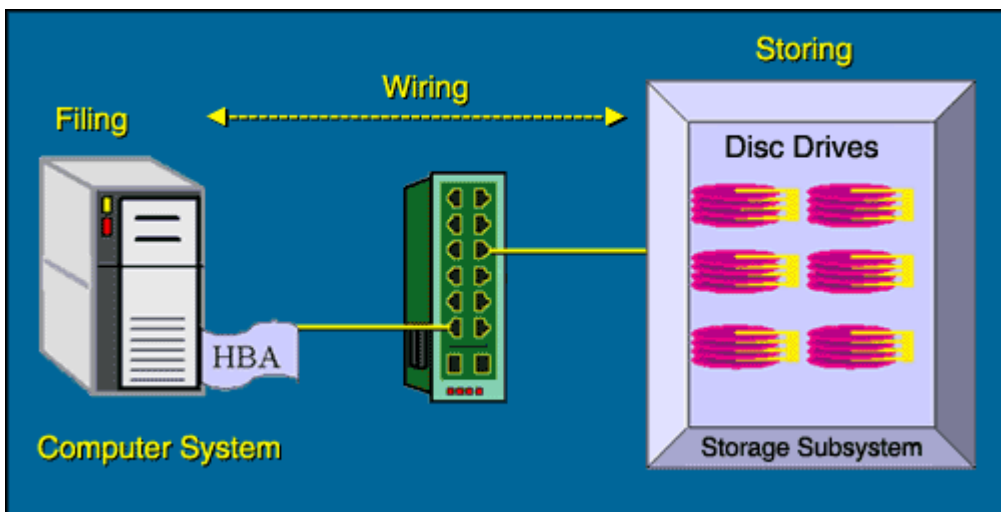 Storing
Wiring
Filing
Disc Drives
HBA
Computer System
Storage Subsystem